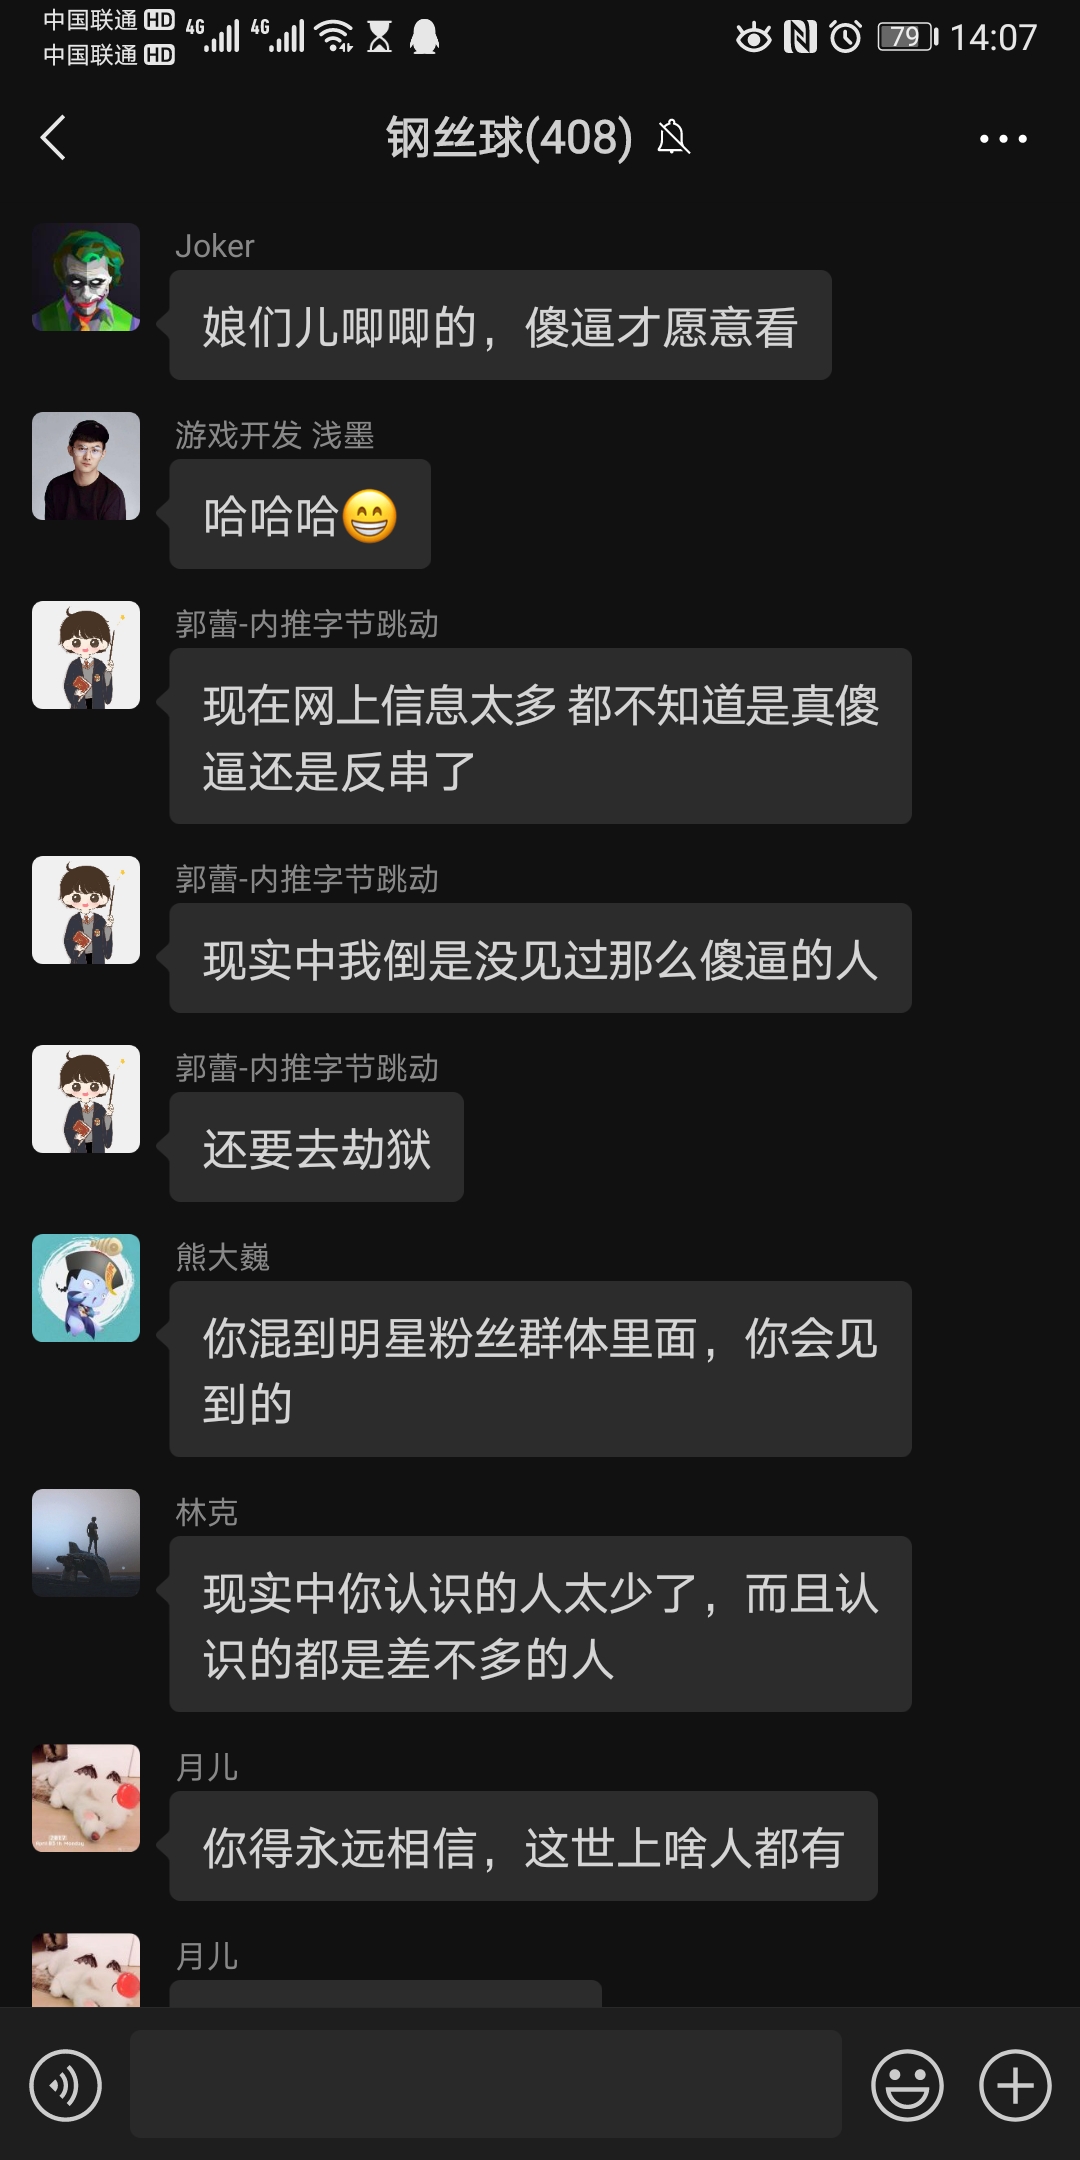 中国联通 HD 4G 4G 79 14:07
中国联通 HD
钢丝球(408)
Joker
娘们儿唧唧的，傻逼才愿意看
游戏开发 浅墨
哈哈哈😁
郭蕾-内推字节跳动
现在网上信息太多 都不知道是真傻
逼还是反串了
郭蕾-内推字节跳动
现实中我倒是没见过那么傻逼的人
郭蕾-内推字节跳动
还要去劫狱
熊大巍
你混到明星粉丝群体里面，你会见
到的
林克
现实中你认识的人太少了，而且认
识的都是差不多的人
月儿
你得永远相信，这世上啥人都有
月儿